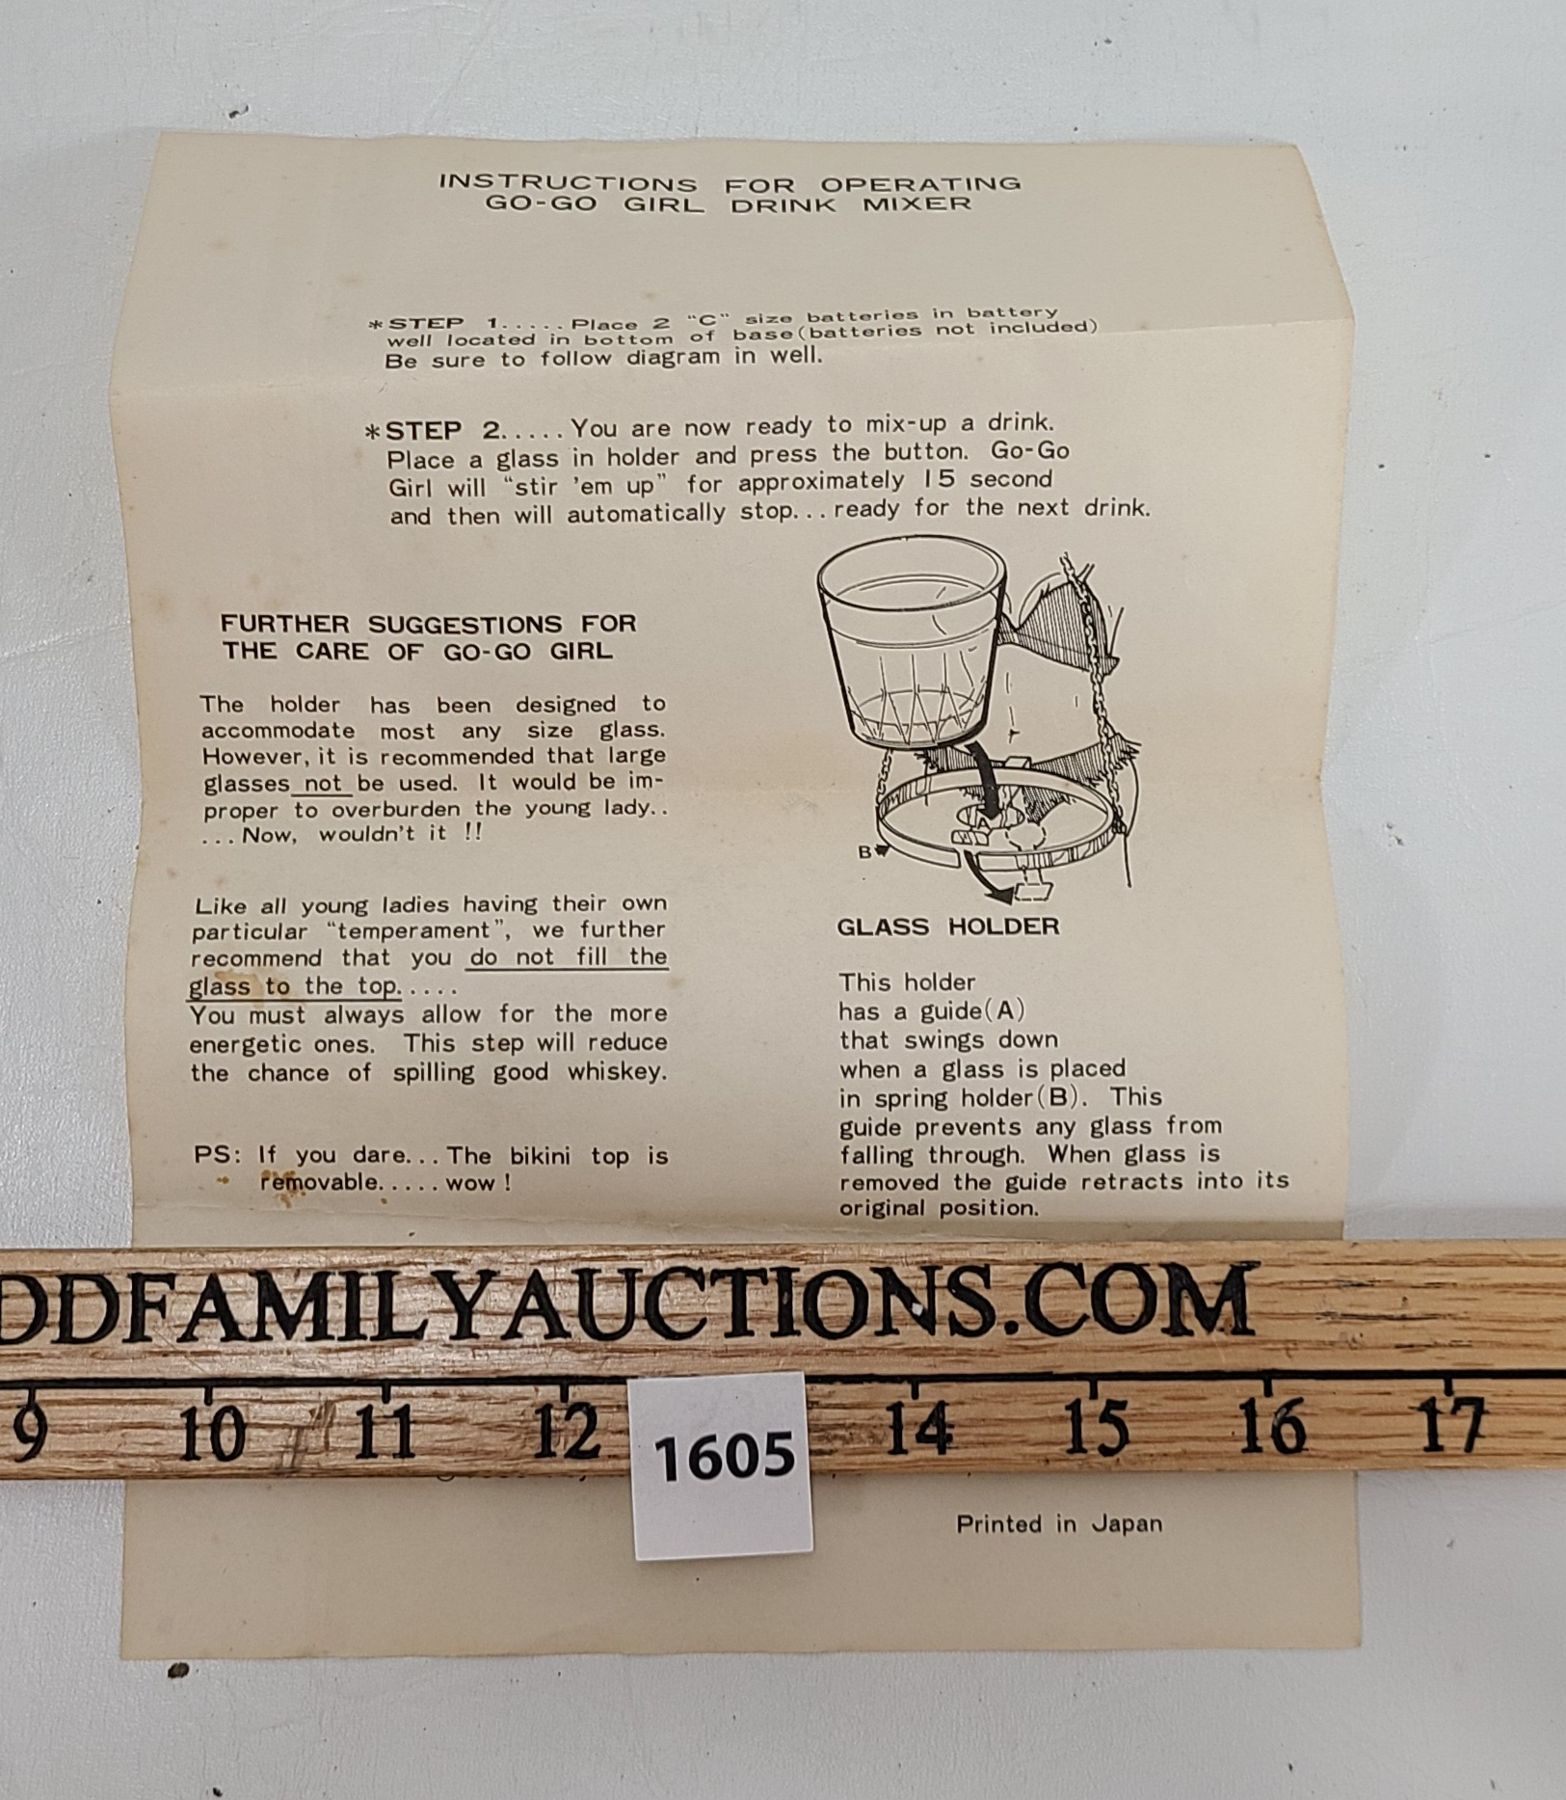 INSTRUCTIONS FOR OPERATING
GO-GO GIRL DRINK MIXER
*STEP 1..... Place 2 "C" size batteries in battery
well located in bottom of base(batteries not included)
Be sure to follow diagram in well.
*STEP 2..... You are now ready to mix-up a drink.
Place a glass in holder and press the button. Go-Go
Girl will "stir 'em up" for approximately 15 second
and then will automatically stop... ready for the next drink.
FURTHER SUGGESTIONS FOR
THE CARE OF GO-GO GIRL
The holder has been designed to
accommodate most any size glass.
However, it is recommended that large
glasses not be used. It would be im-
proper to overburden the young lady..
...Now, wouldn't it !!
Like all young ladies having their own
particular "temperament", we further
recommend that you do not fill the
glass to the top.....
You must always allow for the more
energetic ones. This step will reduce
the chance of spilling good whiskey.
PS: If you dare... The bikini top is
removable..... wow !
A
B
GLASS HOLDER
This holder
has a guide(A)
that swings down
when a glass is placed
in spring holder(B). This
guide prevents any glass from
falling through. When glass is
removed the guide retracts into its
original position.
DDFAMILYAUCTIONS.COM
9 10 11 12 14 15 16 17
1605
Printed in Japan